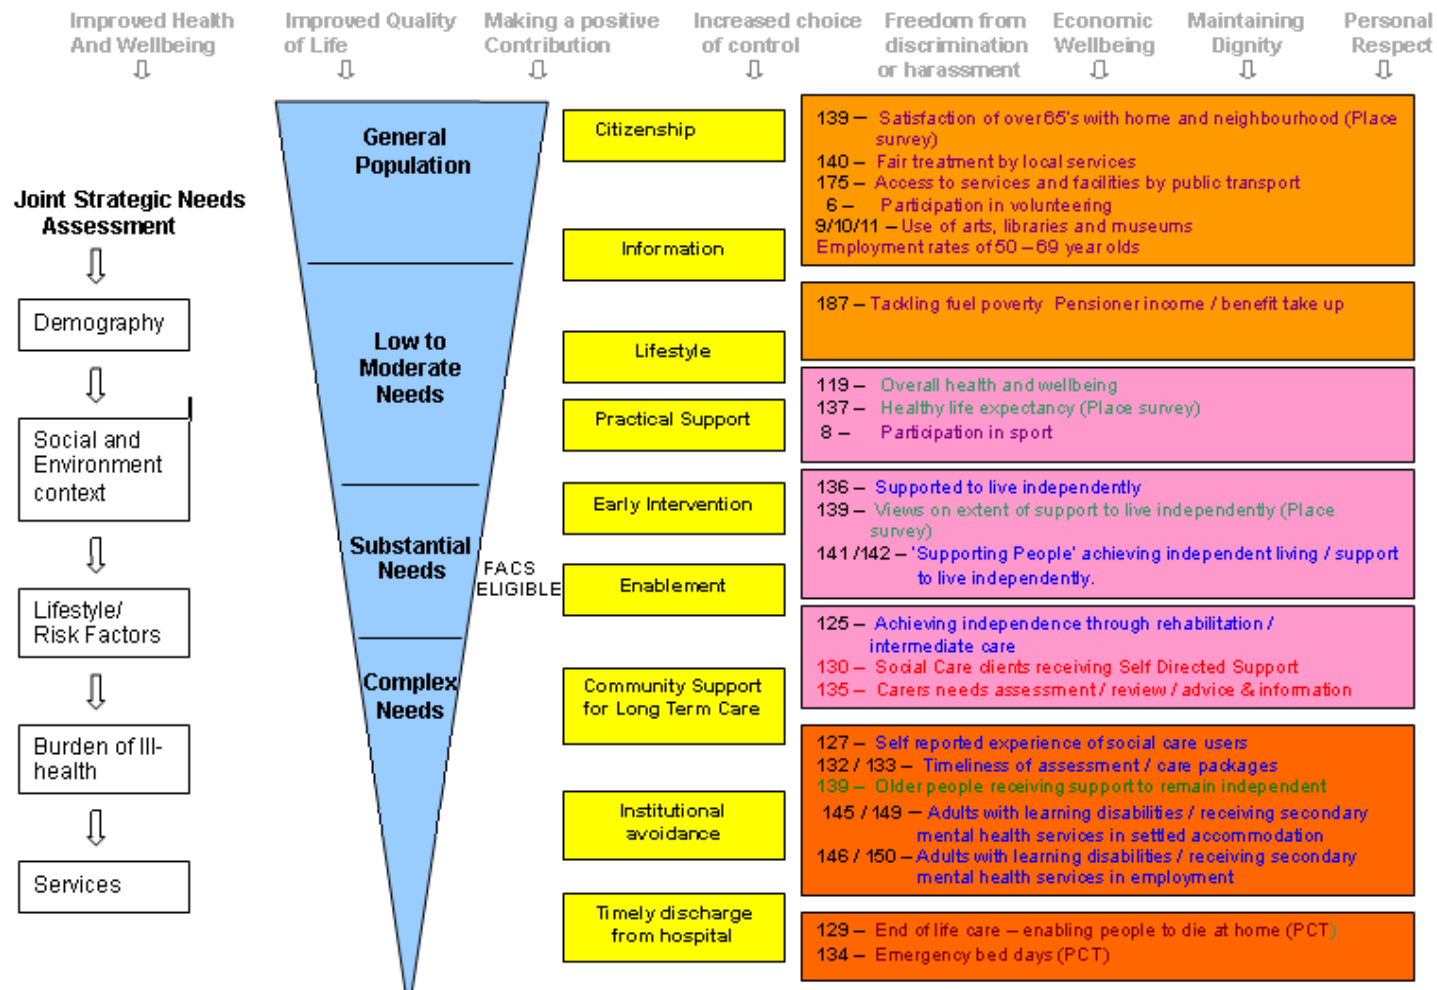 Improved Health
And Wellbeing
Improved Quality
of Life
Making a positive
Contribution
Increased choice
of control
Freedom from
discrimination
or harassment
Economic
Wellbeing
Maintaining
Dignity
Personal
Respect
Joint Strategic Needs
Assessment
Demography
Social and
Environment
context
Lifestyle/
Risk Factors
Burden of Ill-
health
Services
General
Population
Low to
Moderate
Needs
Substantial
Needs
Complex
Needs
FACS
ELIGIBLE
Citizenship
Information
Lifestyle
Practical Support
Early Intervention
Enablement
Community Support
for Long Term Care
Institutional
avoidance
Timely discharge
from hospital
139 – Satisfaction of over 65's with home and neighbourhood (Place
survey)
140 – Fair treatment by local services
175 – Access to services and facilities by public transport
6 – Participation in volunteering
9/10/11 – Use of arts, libraries and museums
Employment rates of 50 – 69 year olds
187 – Tackling fuel poverty Pensioner income / benefit take up
119 – Overall health and wellbeing
137 – Healthy life expectancy (Place survey)
8 – Participation in sport
136 – Supported to live independently
139 – Views on extent of support to live independently (Place
survey)
141 /142 – 'Supporting People' achieving independent living / support
to live independently.
125 – Achieving independence through rehabilitation /
intermediate care
130 – Social Care clients receiving Self Directed Support
135 – Carers needs assessment / review / advice & information
127 – Self reported experience of social care users
132 / 133 – Timeliness of assessment / care packages
139 – Older people receiving support to remain independent
145 / 149 – Adults with learning disabilities / receiving secondary
mental health services in settled accommodation
146 / 150 – Adults with learning disabilities / receiving secondary
mental health services in employment
129 – End of life care – enabling people to die at home (PCT)
134 – Emergency bed days (PCT)